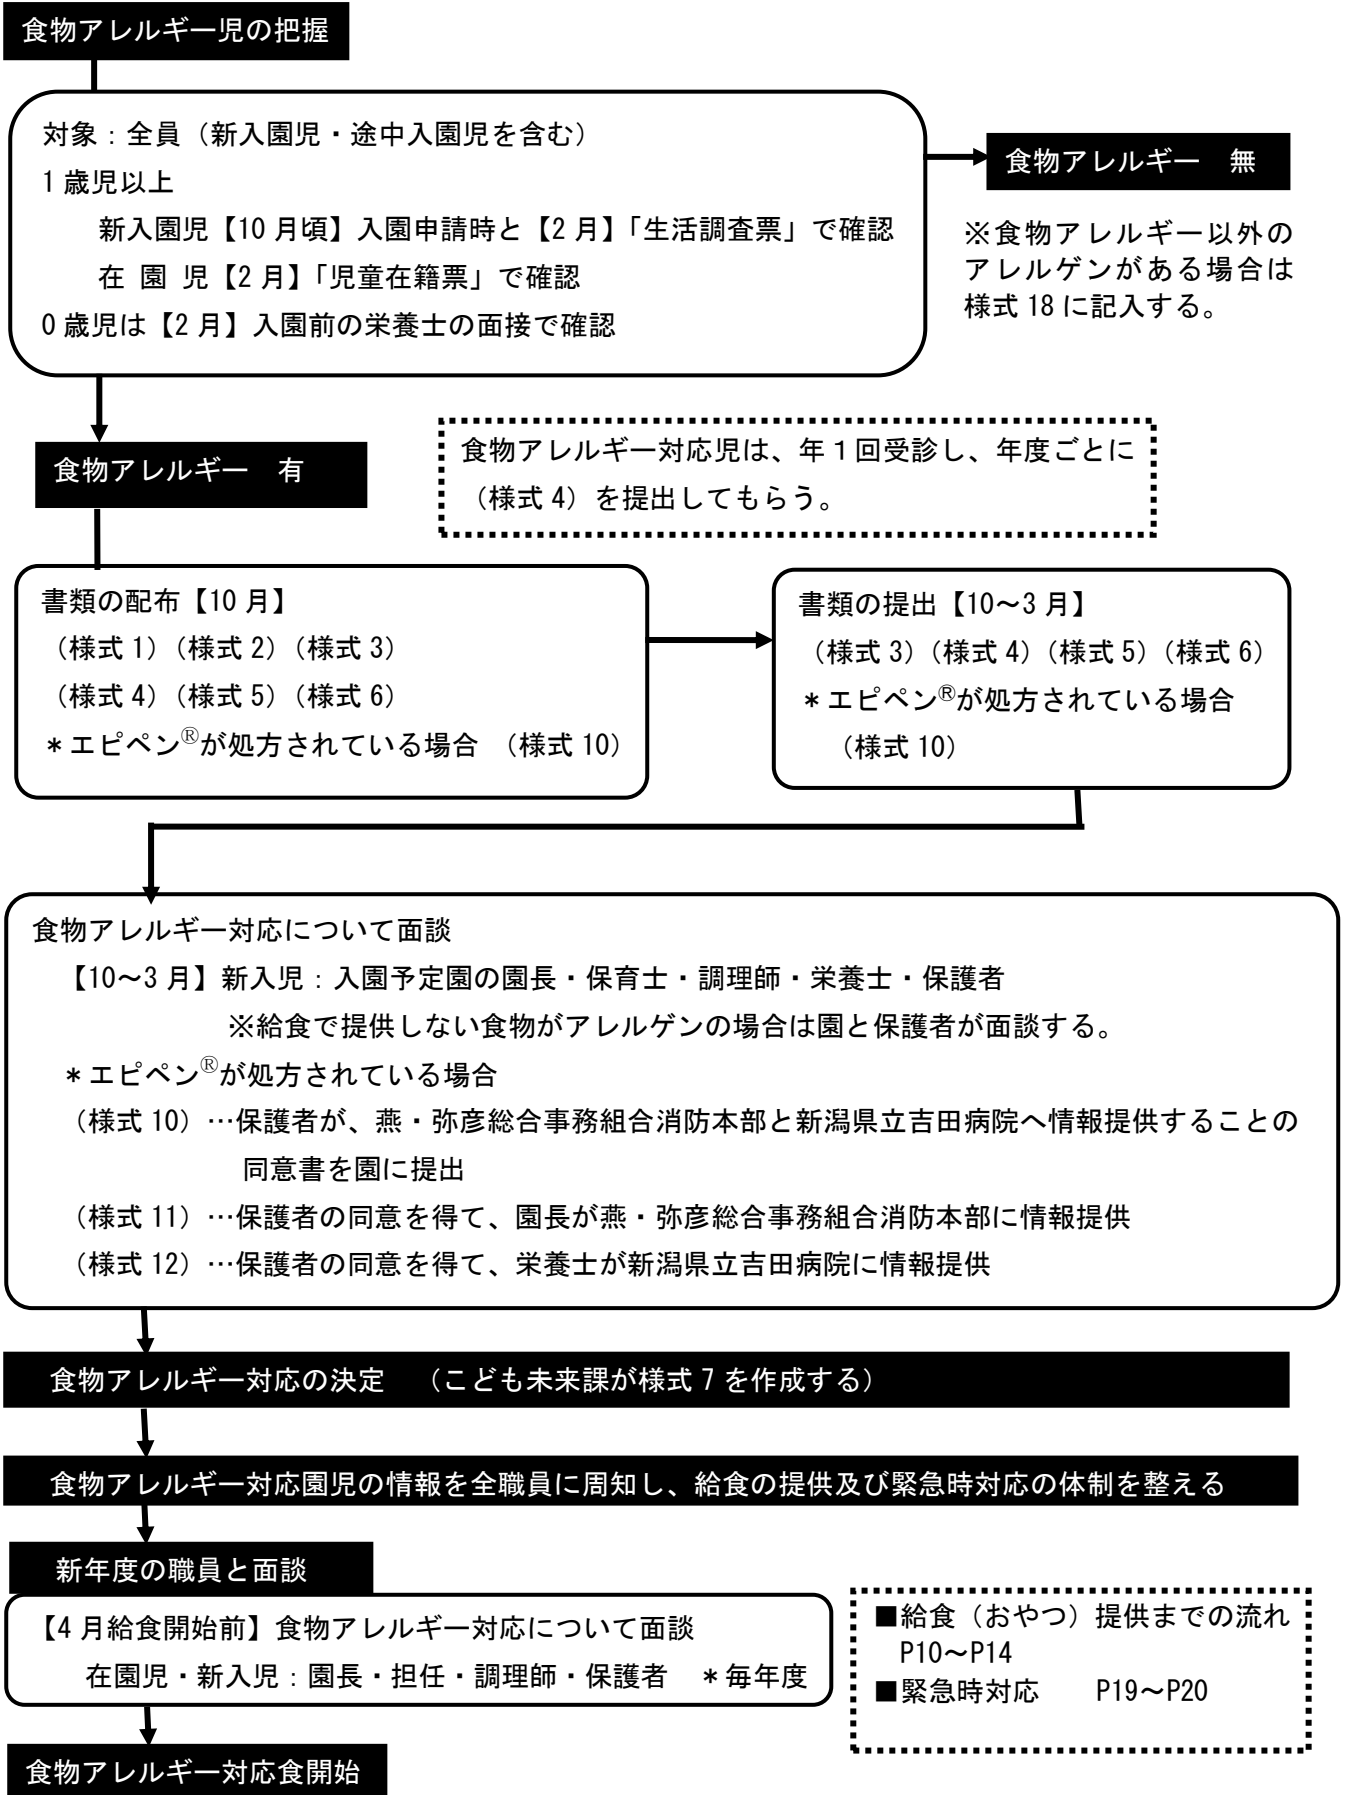 食物アレルギー児の把握
対象：全員（新入園児・途中入園児を含む）
1歳児以上
新入園児【10月頃】入園申請時と【2月】「生活調査票」で確認
在 園 児【2月】「児童在籍票」で確認
0歳児は【2月】入園前の栄養士の面接で確認
食物アレルギー　無
※食物アレルギー以外の
アレルゲンがある場合は
様式18に記入する。
食物アレルギー　有
食物アレルギー対応児は、年1回受診し、年度ごとに
（様式4）を提出してもらう。
書類の配布【10月】
（様式1）（様式2）（様式3）
（様式4）（様式5）（様式6）
＊エピペン®が処方されている場合　（様式10）
書類の提出【10～3月】
（様式3）（様式4）（様式5）（様式6）
＊エピペン®が処方されている場合
（様式10）
食物アレルギー対応について面談
【10～3月】新入児：入園予定園の園長・保育士・調理師・栄養士・保護者
※給食で提供しない食物がアレルゲンの場合は園と保護者が面談する。
＊エピペン®が処方されている場合
（様式10）…保護者が、燕・弥彦総合事務組合消防本部と新潟県立吉田病院へ情報提供することの
同意書を園に提出
（様式11）…保護者の同意を得て、園長が燕・弥彦総合事務組合消防本部に情報提供
（様式12）…保護者の同意を得て、栄養士が新潟県立吉田病院に情報提供
食物アレルギー対応の決定　（こども未来課が様式7を作成する）
食物アレルギー対応園児の情報を全職員に周知し、給食の提供及び緊急時対応の体制を整える
新年度の職員と面談
【4月給食開始前】食物アレルギー対応について面談
在園児・新入児：園長・担任・調理師・保護者　＊毎年度
■給食（おやつ）提供までの流れ
P10～P14
■緊急時対応　　P19～P20
食物アレルギー対応食開始